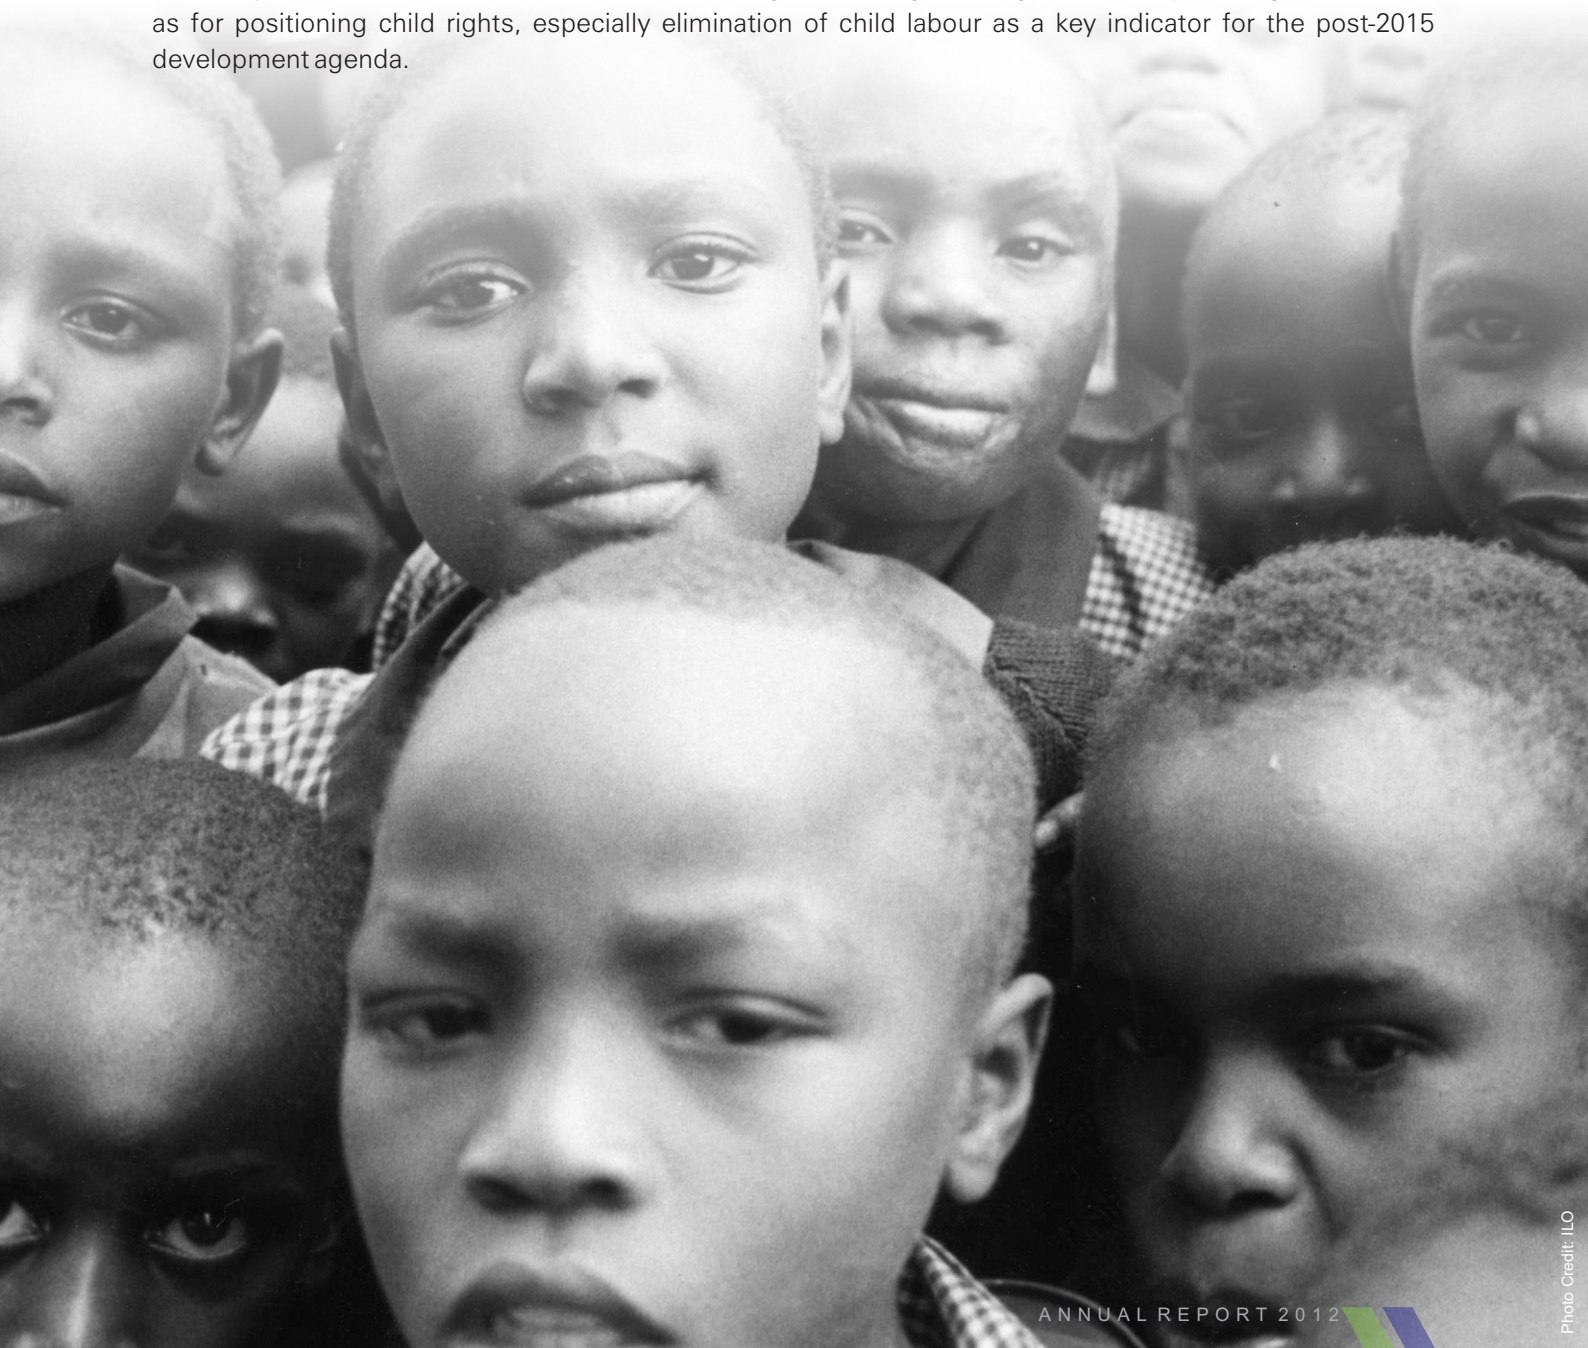 as for positioning child rights, especially elimination of child labour as a key indicator for the post-2015
development agenda.
Photo Credit: ILO
ANNUAL REPORT 2012